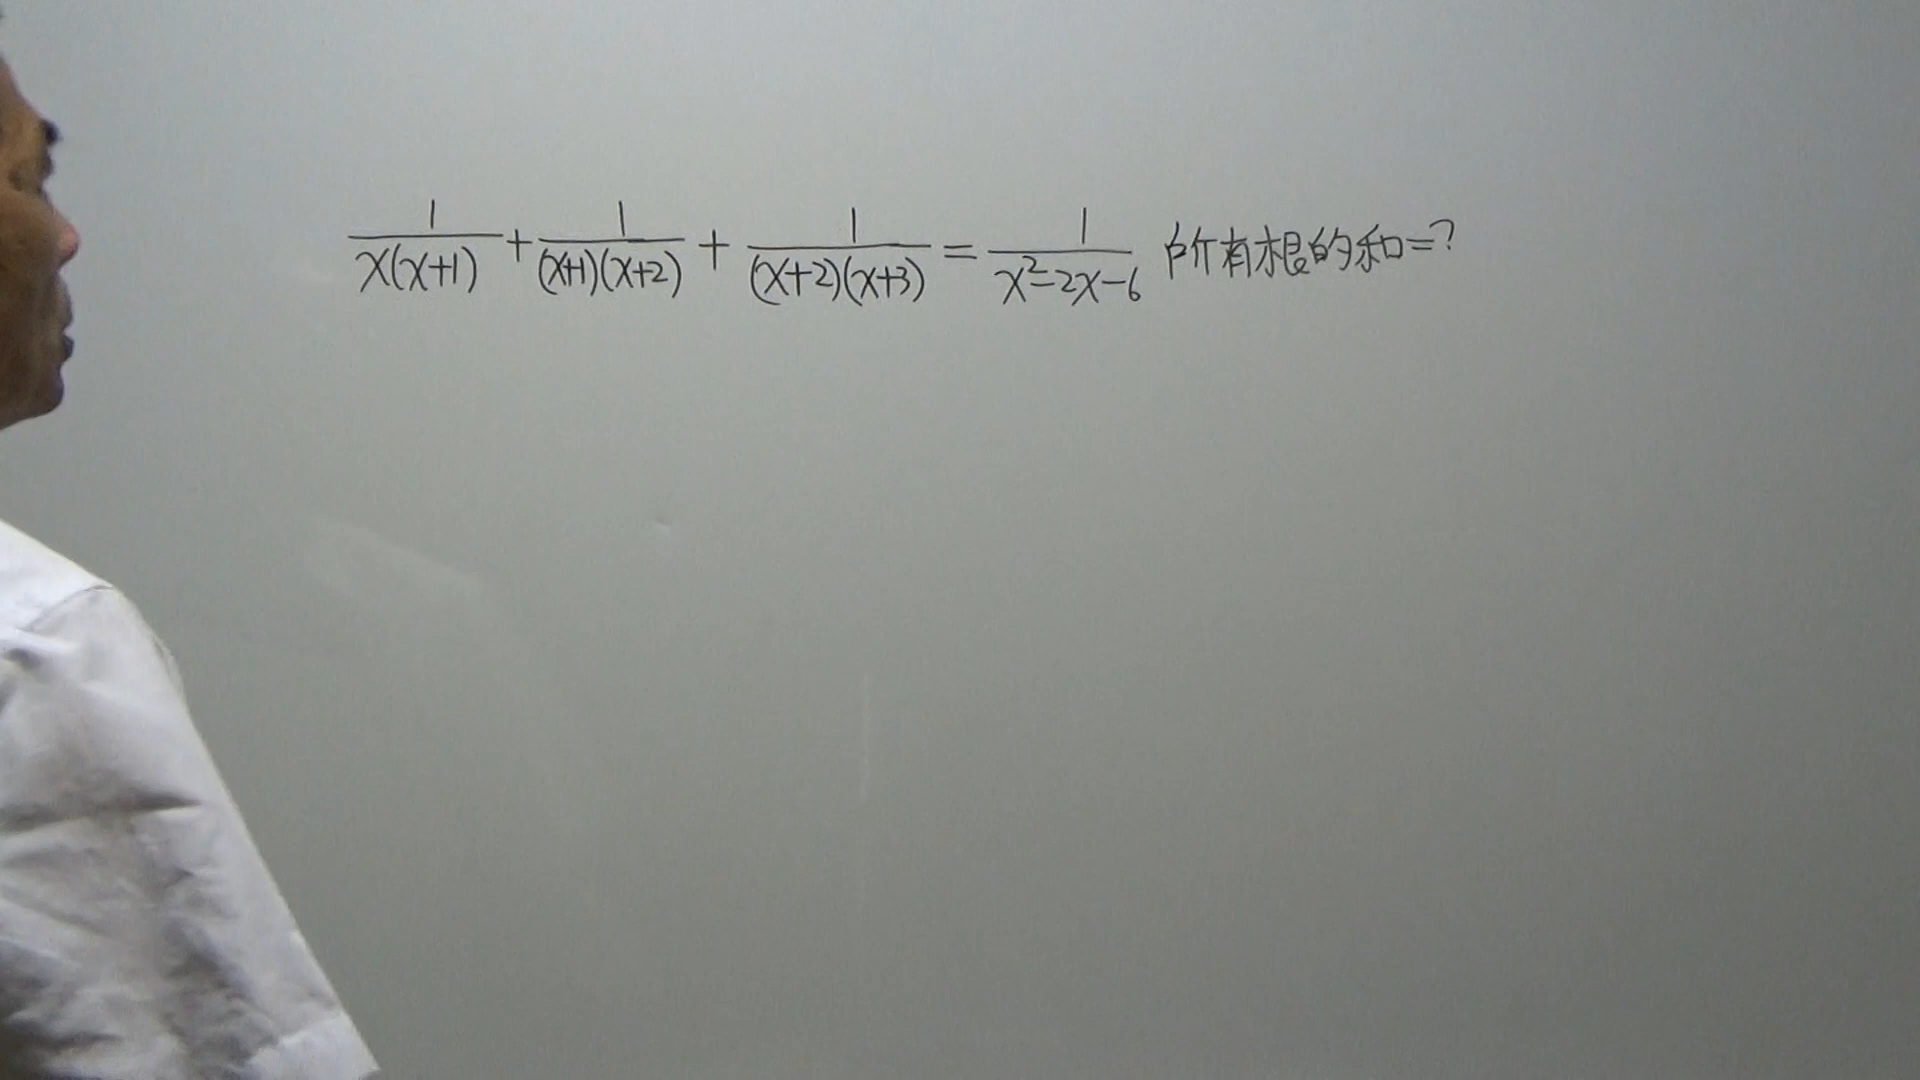 1/x(x+1) + 1/(x+1)(x+2) + 1/(x+2)(x+3) = 1/x²-2x-6 所有根的和=?